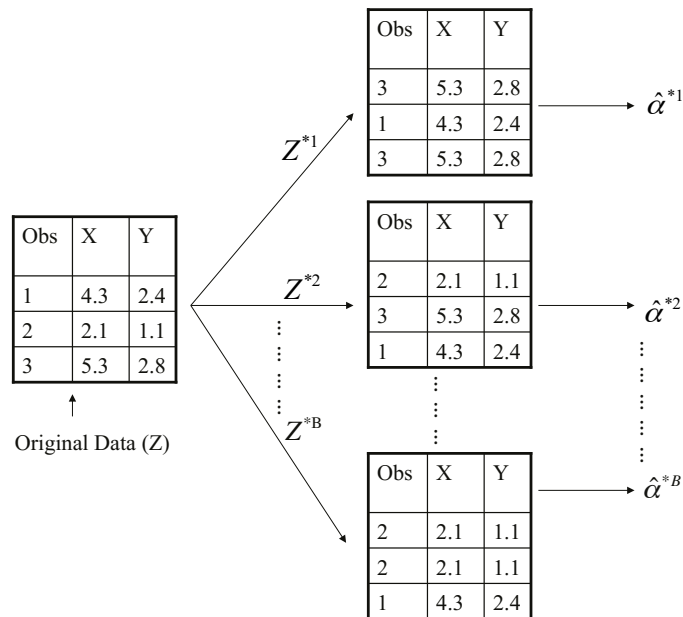 Obs X Y
3 5.3 2.8
1 4.3 2.4
3 5.3 2.8
α̂*1
Z*1
Obs X Y
1 4.3 2.4
2 2.1 1.1
3 5.3 2.8
Original Data (Z)
Z*2
Obs X Y
2 2.1 1.1
3 5.3 2.8
1 4.3 2.4
α̂*2
Z*B
Obs X Y
2 2.1 1.1
2 2.1 1.1
1 4.3 2.4
α̂*B